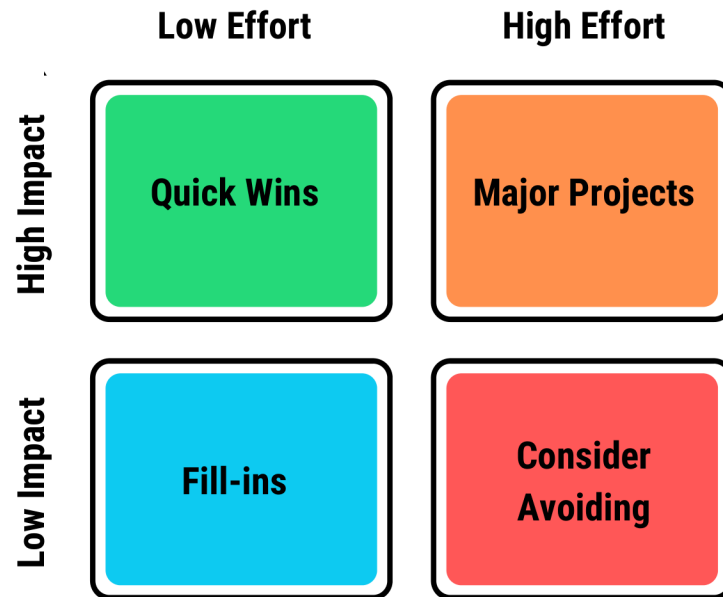 Low Effort
High Effort
High Impact
Quick Wins
Major Projects
Low Impact
Fill-ins
Consider
Avoiding